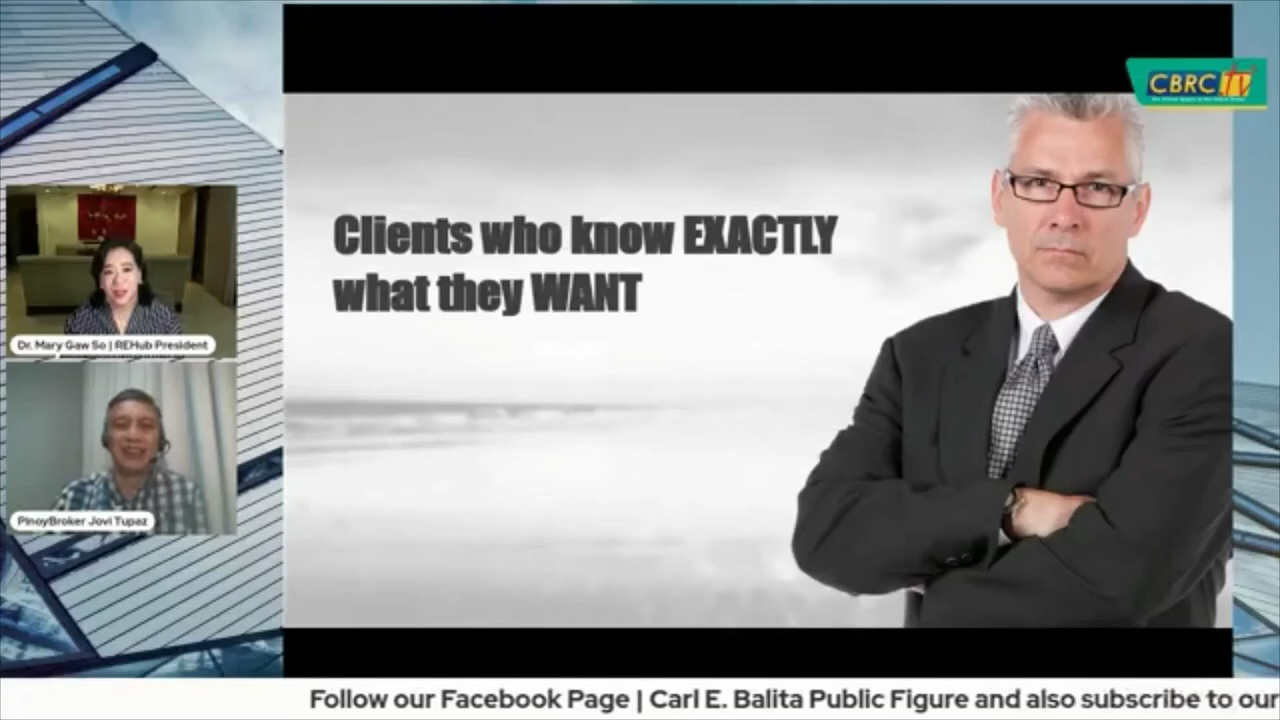 CBRC tv
Clients who know EXACTLY
what they WANT
Dr. Mary Gaw So | REHub President
PinoyBroker Jovi Tupaz
Follow our Facebook Page | Carl E. Balita Public Figure and also subscribe to our